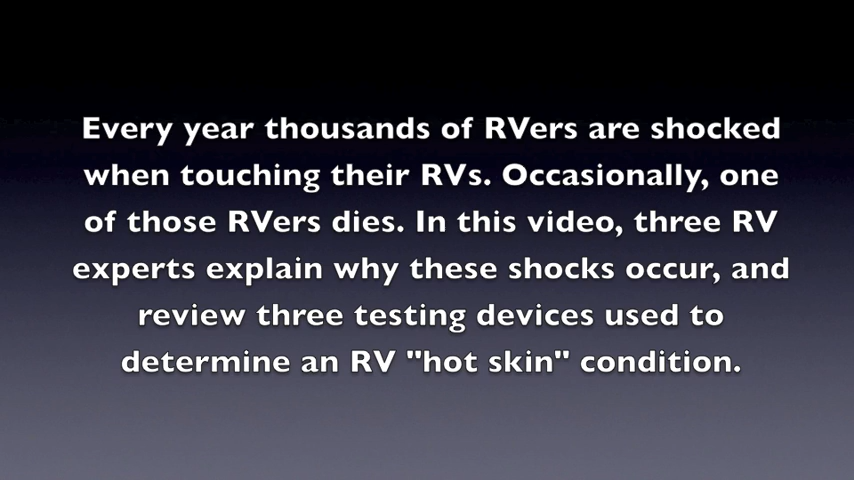 Every year thousands of RVers are shocked
when touching their RVs. Occasionally, one
of those RVers dies. In this video, three RV
experts explain why these shocks occur, and
review three testing devices used to
determine an RV "hot skin" condition.